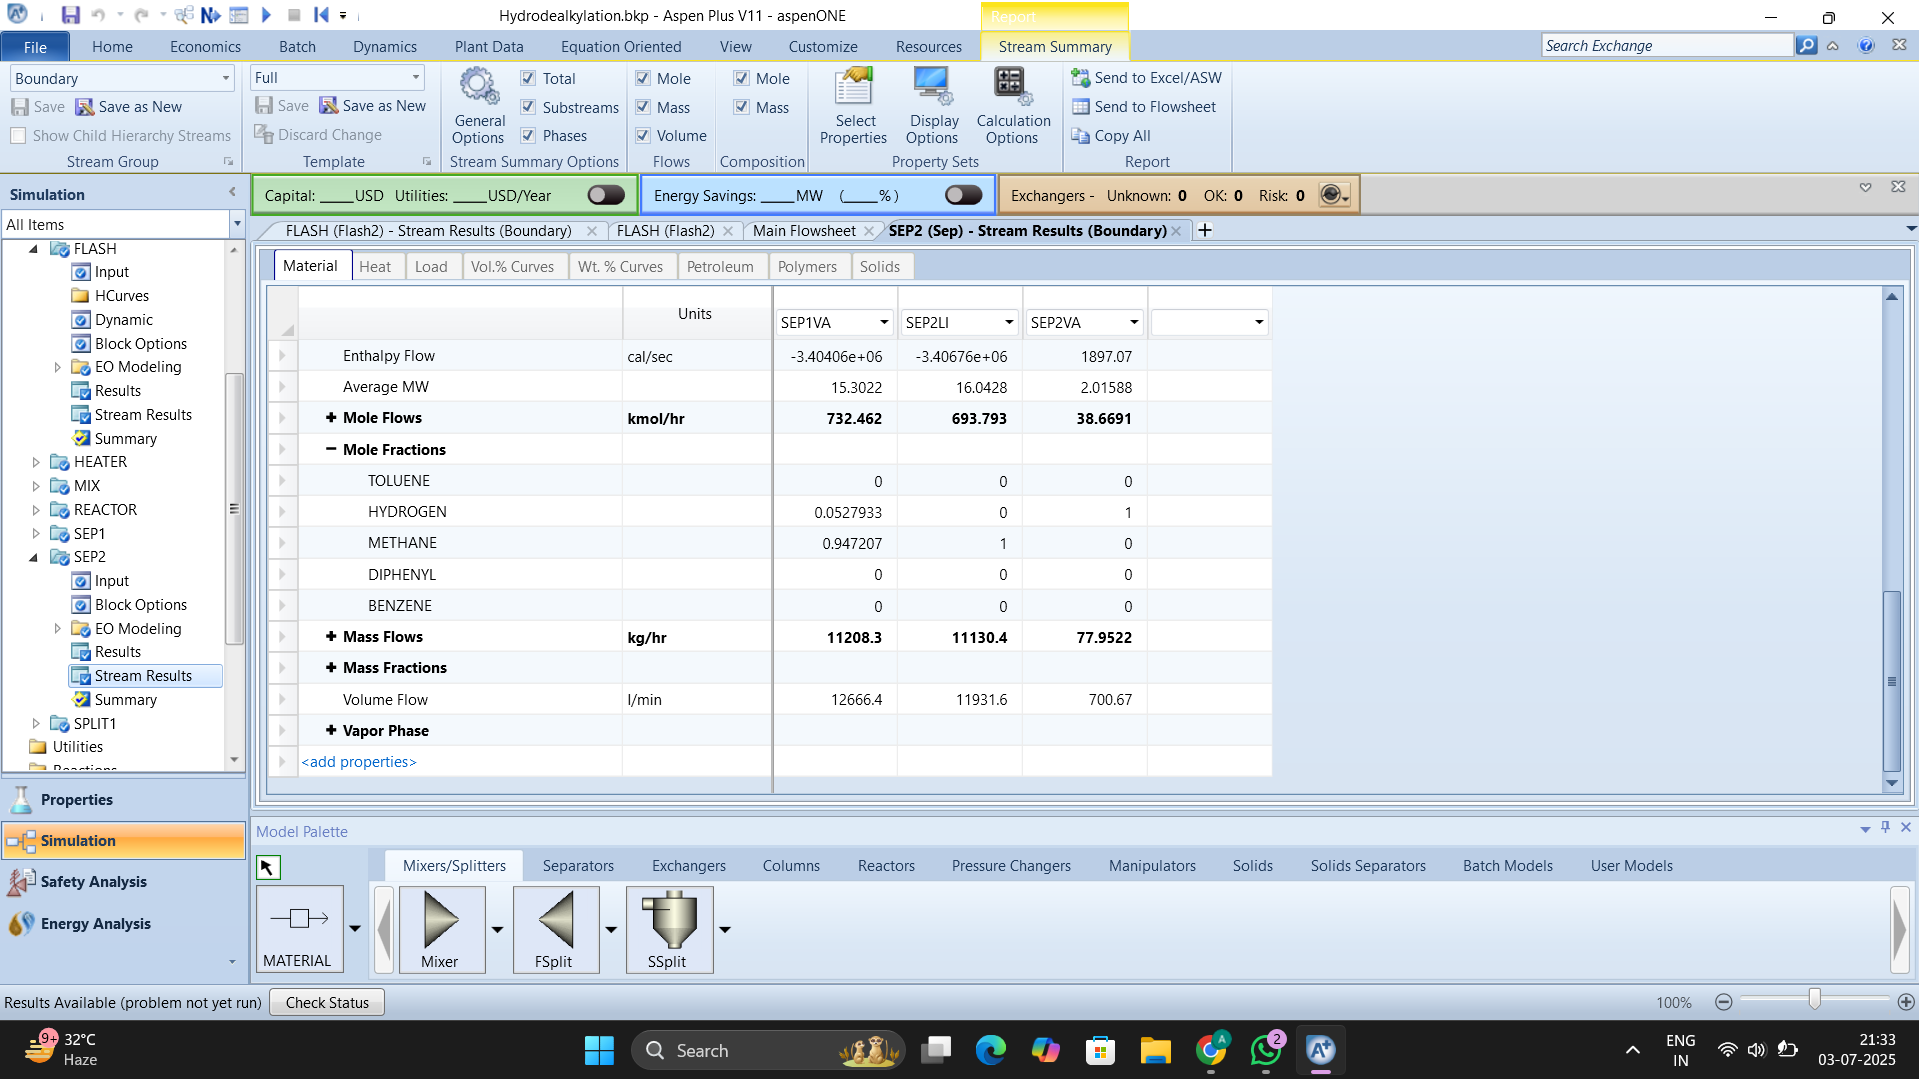 Hydrodealkylation.bkp - Aspen Plus V11 - aspenONE
Report
File Home Economics Batch Dynamics Plant Data Equation Oriented View Customize Resources Stream Summary
Search Exchange
Boundary
Save Save as New
Show Child Hierarchy Streams
Stream Group
Full
Save Save as New
Discard Change
Template
General Options
Total
Substreams
Phases
Stream Summary Options
Mole
Mass
Volume
Flows
Mole
Mass
Composition
Select Properties
Display Options
Calculation Options
Property Sets
Send to Excel/ASW
Send to Flowsheet
Copy All
Report
Simulation
Capital: ____USD Utilities: ____USD/Year
Energy Savings: ____MW (____%)
Exchangers - Unknown: 0 OK: 0 Risk: 0
All Items
FLASH (Flash2) - Stream Results (Boundary) FLASH (Flash2) Main Flowsheet SEP2 (Sep) - Stream Results (Boundary)
FLASH
Input
HCurves
Dynamic
Block Options
EO Modeling
Results
Stream Results
Summary
HEATER
MIX
REACTOR
SEP1
SEP2
Input
Block Options
EO Modeling
Results
Stream Results
Summary
SPLIT1
Utilities
Reactions
Material Heat Load Vol.% Curves Wt. % Curves Petroleum Polymers Solids
Units SEP1VA SEP2LI SEP2VA
Enthalpy Flow cal/sec -3.40406e+06 -3.40676e+06 1897.07
Average MW 15.3022 16.0428 2.01588
+ Mole Flows kmol/hr 732.462 693.793 38.6691
− Mole Fractions
TOLUENE 0 0 0
HYDROGEN 0.0527933 0 1
METHANE 0.947207 1 0
DIPHENYL 0 0 0
BENZENE 0 0 0
+ Mass Flows kg/hr 11208.3 11130.4 77.9522
+ Mass Fractions
Volume Flow l/min 12666.4 11931.6 700.67
+ Vapor Phase
<add properties>
Properties
Simulation
Safety Analysis
Energy Analysis
Model Palette
Mixers/Splitters Separators Exchangers Columns Reactors Pressure Changers Manipulators Solids Solids Separators Batch Models User Models
MATERIAL Mixer FSplit SSplit
Results Available (problem not yet run) Check Status
100%
9+
32°C
Haze
Search
A
2
ENG
IN
21:33
03-07-2025